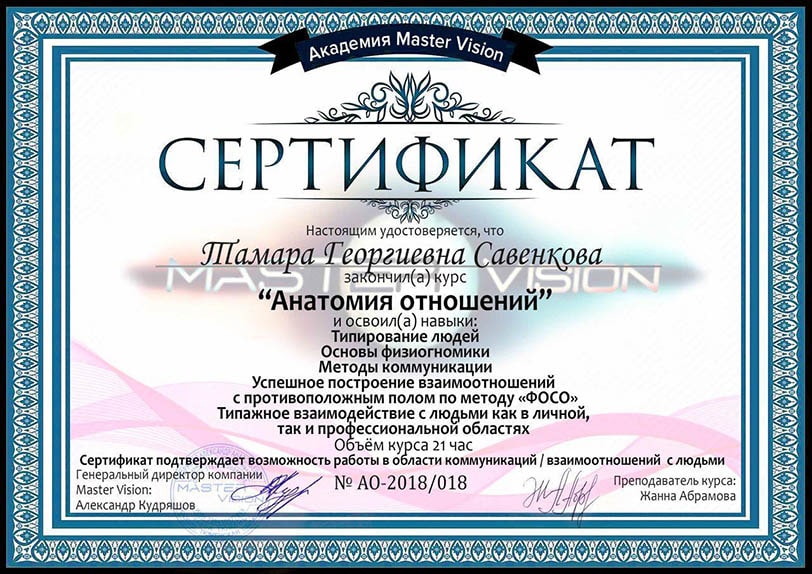 Академия Master Vision
СЕРТИФИКАТ
Настоящим удостоверяется, что
Тамара Георгиевна Савенкова
закончил(а) курс
MASTER VISION
“Анатомия отношений”
и освоил(а) навыки:
Типирование людей
Основы физиогномики
Методы коммуникации
Успешное построение взаимоотношений
с противоположным полом по методу «ФОСО»
Типажное взаимодействие с людьми как в личной,
так и профессиональной областях
Объём курса 21 час
Сертификат подтверждает возможность работы в области коммуникаций / взаимоотношений с людьми
Генеральный директор компании
Master Vision:
Александр Кудряшов
MASTER VISION
№ АО-2018/018
Преподаватель курса:
Жанна Абрамова